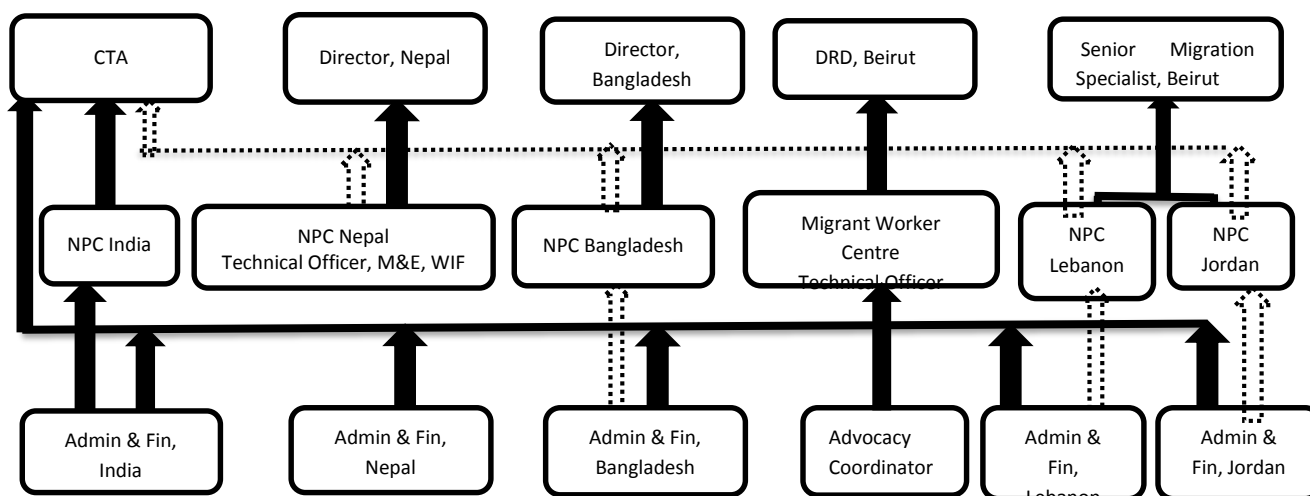 CTA
Director, Nepal
Director,
Bangladesh
DRD, Beirut
Senior Migration
Specialist, Beirut
NPC India
NPC Nepal
Technical Officer, M&E, WIF
NPC Bangladesh
Migrant Worker
Centre
Technical Officer
NPC
Lebanon
NPC
Jordan
Admin & Fin,
India
Admin & Fin,
Nepal
Admin & Fin,
Bangladesh
Advocacy
Coordinator
Admin &
Fin,
Lebanon
Admin &
Fin, Jordan